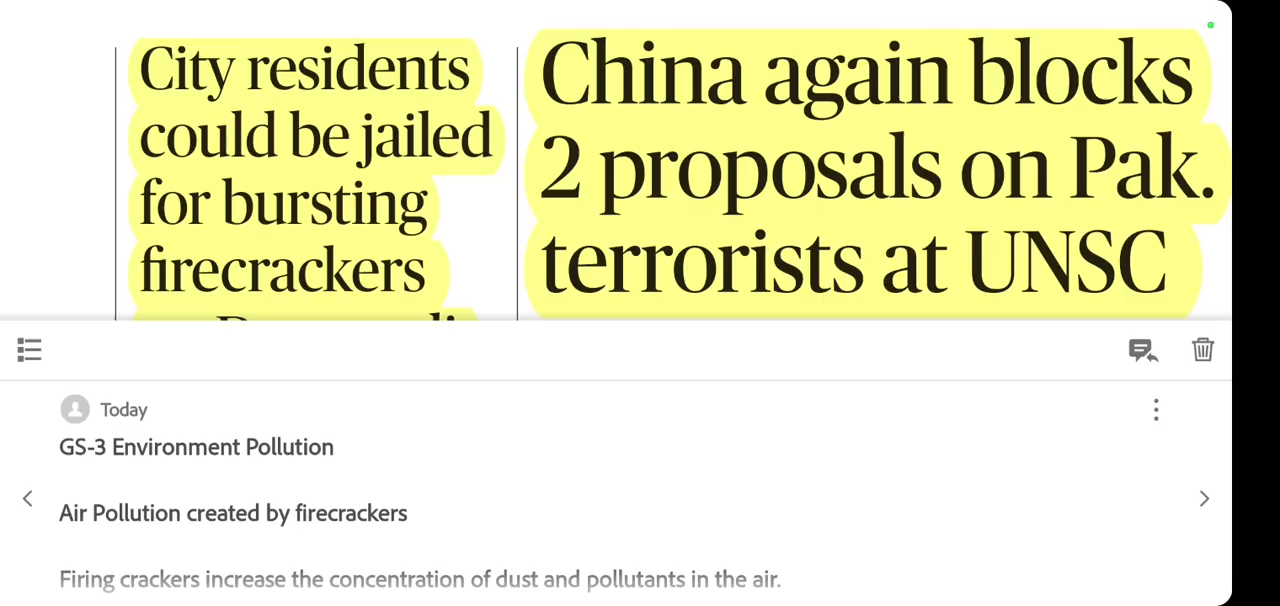 City residents
could be jailed
for bursting
firecrackers
China again blocks
2 proposals on Pak.
terrorists at UNSC
Today
GS-3 Environment Pollution
Air Pollution created by firecrackers
Firing crackers increase the concentration of dust and pollutants in the air.